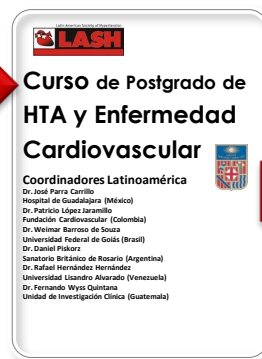 Latin American Society of Hypertension
LASH
Curso de Postgrado de
HTA y Enfermedad
Cardiovascular
Coordinadores Latinoamérica
Dr. José Parra Carrillo
Hospital de Guadalajara (México)
Dr. Patricio López Jaramillo
Fundación Cardiovascular (Colombia)
Dr. Weimar Barroso de Souza
Universidad Federal de Goiás (Brasil)
Dr. Daniel Piskorz
Sanatorio Británico de Rosario (Argentina)
Dr. Rafael Hernández Hernández
Universidad Lisandro Alvarado (Venezuela)
Dr. Fernando Wyss Quintana
Unidad de Investigación Clínica (Guatemala)